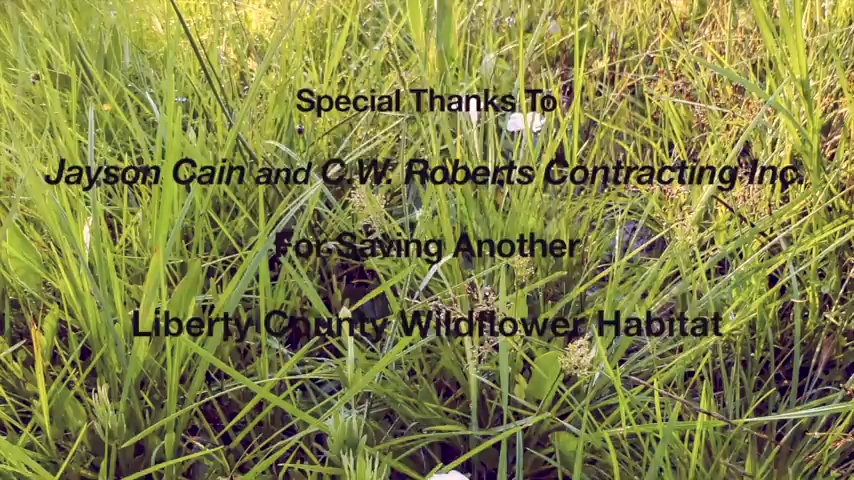 Special Thanks To
Jayson Cain and C.W. Roberts Contracting Inc.
For Saving Another
Liberty County Wildflower Habitat